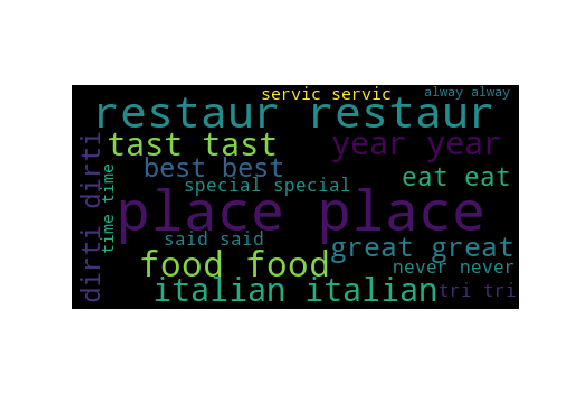 servic servic
alway alway
restaur restaur
tast tast
year year
best best
eat eat
special special
time time
dirti dirti
place place
said said
great great
food food
never never
italian italian
tri tri